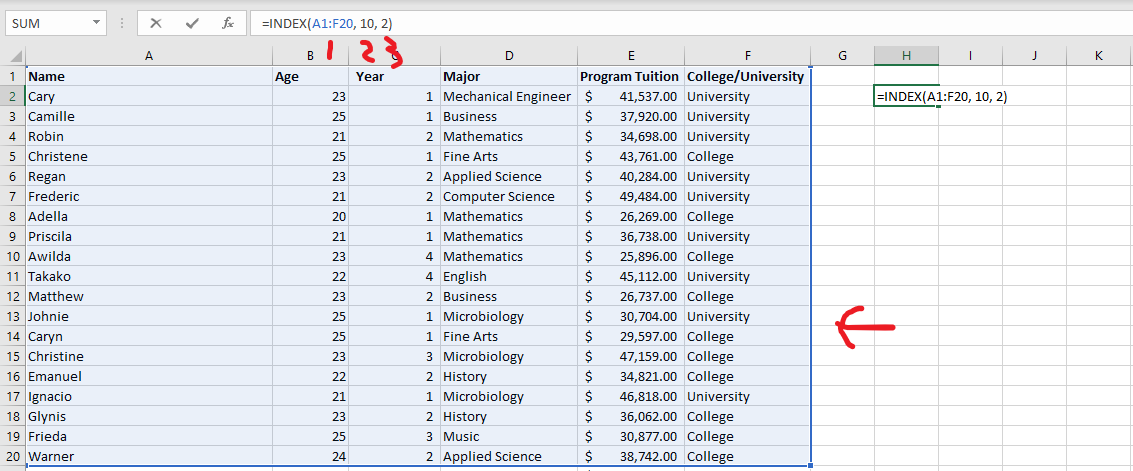 SUM =INDEX(A1:F20, 10, 2)
1 2 3
A B C D E F G H I J K
1 Name Age Year Major Program Tuition College/University
2 Cary 23 1 Mechanical Engineer $ 41,537.00 University =INDEX(A1:F20, 10, 2)
3 Camille 25 1 Business $ 37,920.00 University
4 Robin 21 2 Mathematics $ 34,698.00 University
5 Christene 25 1 Fine Arts $ 43,761.00 College
6 Regan 23 2 Applied Science $ 40,284.00 University
7 Frederic 21 2 Computer Science $ 49,484.00 University
8 Adella 20 1 Mathematics $ 26,269.00 College
9 Priscila 21 1 Mathematics $ 36,738.00 University
10 Awilda 23 4 Mathematics $ 25,896.00 College
11 Takako 22 4 English $ 45,112.00 University
12 Matthew 23 2 Business $ 26,737.00 College
13 Johnie 25 1 Microbiology $ 30,704.00 University
14 Caryn 25 1 Fine Arts $ 29,597.00 College
15 Christine 23 3 Microbiology $ 47,159.00 College
16 Emanuel 22 2 History $ 34,821.00 College
17 Ignacio 21 1 Microbiology $ 46,818.00 University
18 Glynis 23 2 History $ 36,062.00 College
19 Frieda 25 3 Music $ 30,877.00 College
20 Warner 24 2 Applied Science $ 38,742.00 College